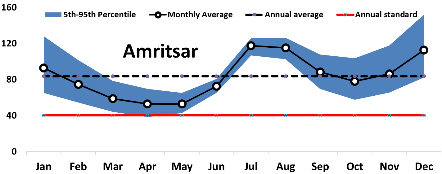 160
5th-95th Percentile Monthly Average Annual average Annual standard
120
Amritsar
80
40
0
Jan Feb Mar Apr May Jun Jul Aug Sep Oct Nov Dec